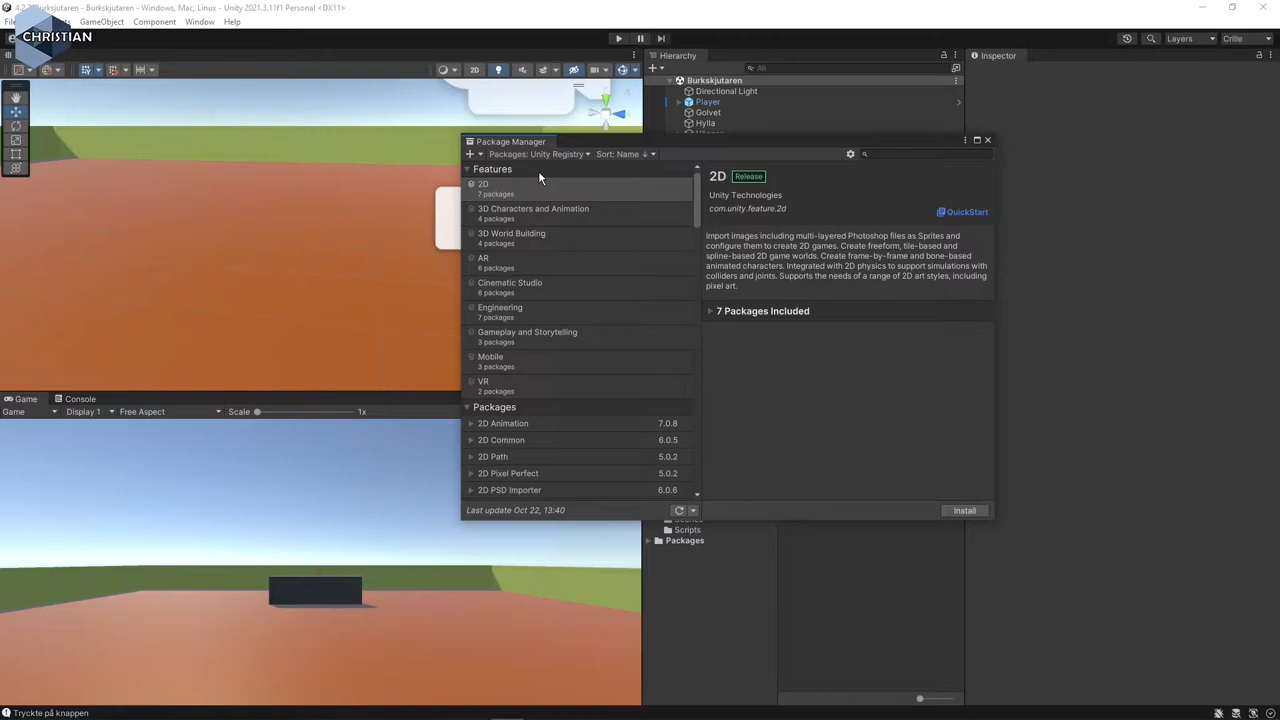 4.2.2 Burkskjutaren - Burkskjutaren - Windows, Mac, Linux - Unity 2021.3.11f1 Personal <DX11>
GameObject Component Window Help
CHRISTIAN
Layers Crille
Hierarchy Inspector
2D All
Burkskjutaren
Directional Light
Player
Golvet
Hylla
Package Manager
Packages: Unity Registry Sort: Name ↓
Features
2D
7 packages
3D Characters and Animation
4 packages
3D World Building
4 packages
AR
6 packages
Cinematic Studio
6 packages
Engineering
7 packages
Gameplay and Storytelling
3 packages
Mobile
3 packages
VR
2 packages
Packages
2D Animation 7.0.8
2D Common 6.0.5
2D Path 5.0.2
2D Pixel Perfect 5.0.2
2D PSD Importer 6.0.6
Last update Oct 22, 13:40
2D Release
Unity Technologies
com.unity.feature.2d
QuickStart
Import images including multi-layered Photoshop files as Sprites and
configure them to create 2D games. Create freeform, tile-based and
spline-based 2D game worlds. Create frame-by-frame and bone-based
animated characters. Integrated with 2D physics to support simulations with
colliders and joints. Supports the needs of a range of 2D art styles, including
pixel art.
7 Packages Included
Install
Game Console
Game Display 1 Free Aspect Scale 1x
Scripts
Packages
Tryckte på knappen